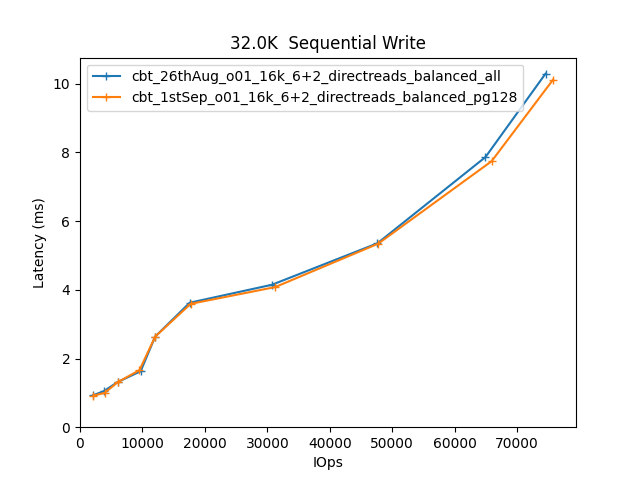 32.0K  Sequential Write
cbt_26thAug_o01_16k_6+2_directreads_balanced_all
cbt_1stSep_o01_16k_6+2_directreads_balanced_pg128
10
8
6
4
2
0
Latency (ms)
0 10000 20000 30000 40000 50000 60000 70000
IOps